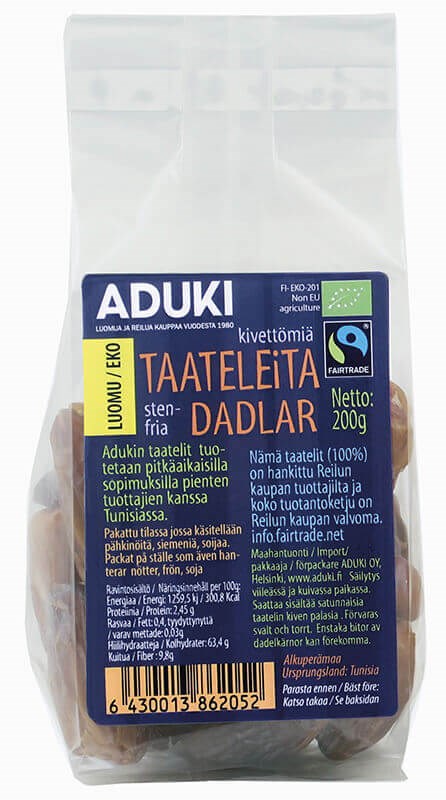 FI- EKO-201
Non EU
agriculture
ADUKI
LUOMUA JA REILUA KAUPPAA VUODESTA 1980
FAIRTRADE
LUOMU / EKO
kivettömiä
TAATELEiTA
sten-
fria
DADLAR
Netto:
200g
Adukin taatelit tuo-
tetaan pitkäaikaisilla
sopimuksilla pienten
tuottajien kanssa
Tunisiassa.
Pakattu tilassa jossa käsitellään
pähkinöitä, siemeniä, soijaa.
Packat på ställe som även han-
terar nötter, frön, soja
Ravintosisältö / Näringsinnehåll per 100g:
Energiaa / Energi: 1259,5 kJ / 300,8 Kcal
Proteiinia / Protein: 2,45 g
Rasvaa / Fett: 0,4, tyydyttynyttä
/ varav mettade: 0,03g
Hiilihydraatteja / Kolhydrater: 63,4 g
Kuitua / Fiber: 9,8g
6 430013 862052
Nämä taatelit (100%)
on hankittu Reilun
kaupan tuottajilta ja
koko tuotantoketju on
Reilun kaupan valvoma.
info.fairtrade.net
Maahantuonti / Import/
pakkaaja / förpackare ADUKI OY,
Helsinki, www.aduki.fi Säilytys
viileässä ja kuivassa paikassa.
Saattaa sisältää satunnaisia
taatelin kiven palasia . Förvaras
svalt och torrt. Enstaka bitor av
dadelkärnor kan förekomma.
Alkuperämaa
Ursprungsland: Tunisia
Parasta ennen / Bäst före:
Katso takaa / Se baksidan